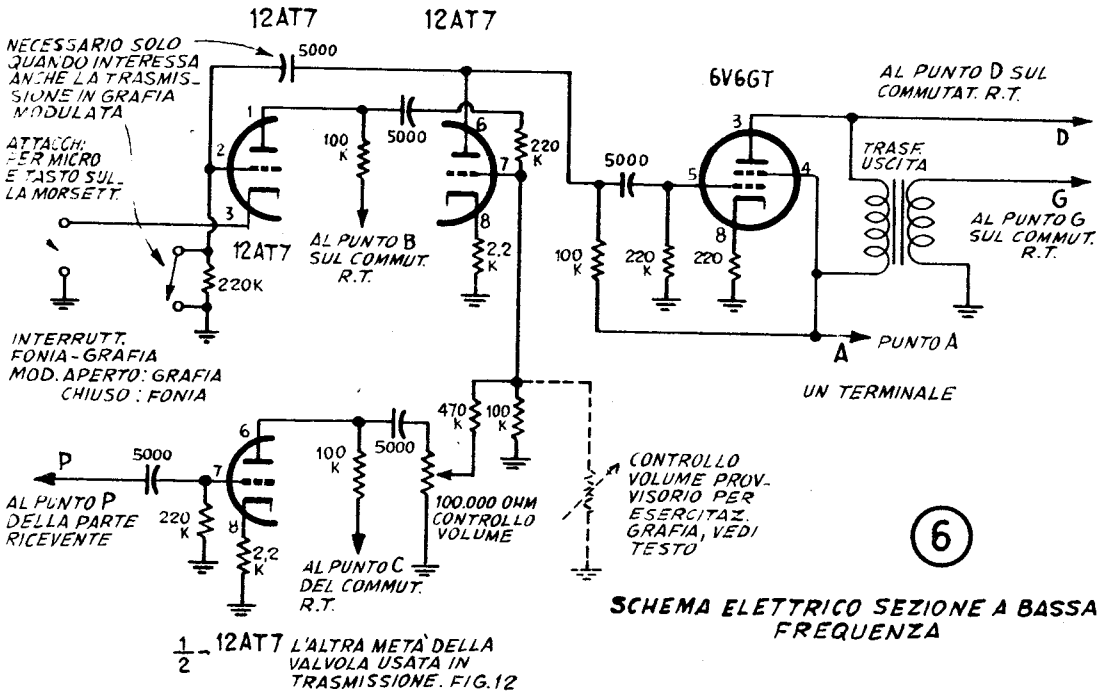 12AT7
12AT7
NECESSARIO SOLO
QUANDO INTERESSA
ANCHE LA TRASMIS-
SIONE IN GRAFIA
MODULATA
5000
6V6GT
AL PUNTO D SUL
COMMUTAT. R.T.
D
ATTACCHI
PER MICRO
E TASTO SUL-
LA MORSETT.
1
2
3
12AT7
100
K
5000
6
7
8
220
K
2,2
K
AL PUNTO B
SUL COMMUT.
R.T.
220K
5000
3
5
4
8
100
K
220
K
220
TRASF.
USCITA
G
AL PUNTO G
SUL COMMUT.
R.T.
A
PUNTO A
INTERRUTT.
FONIA-GRAFIA
MOD. APERTO: GRAFIA
CHIUSO: FONIA
UN TERMINALE
P
AL PUNTO P
DELLA PARTE
RICEVENTE
5000
220
K
6
7
8
2,2
K
100
K
5000
470
K
100
K
100.000 OHM
CONTROLLO
VOLUME
AL PUNTO C
DEL COMMUT.
R.T.
CONTROLLO
VOLUME PROV-
VISORIO PER
ESERCITAZ.
GRAFIA, VEDI
TESTO
6
SCHEMA ELETTRICO SEZIONE A BASSA
FREQUENZA
1/2 - 12AT7 L'ALTRA METÀ DELLA
VALVOLA USATA IN
TRASMISSIONE. FIG.12